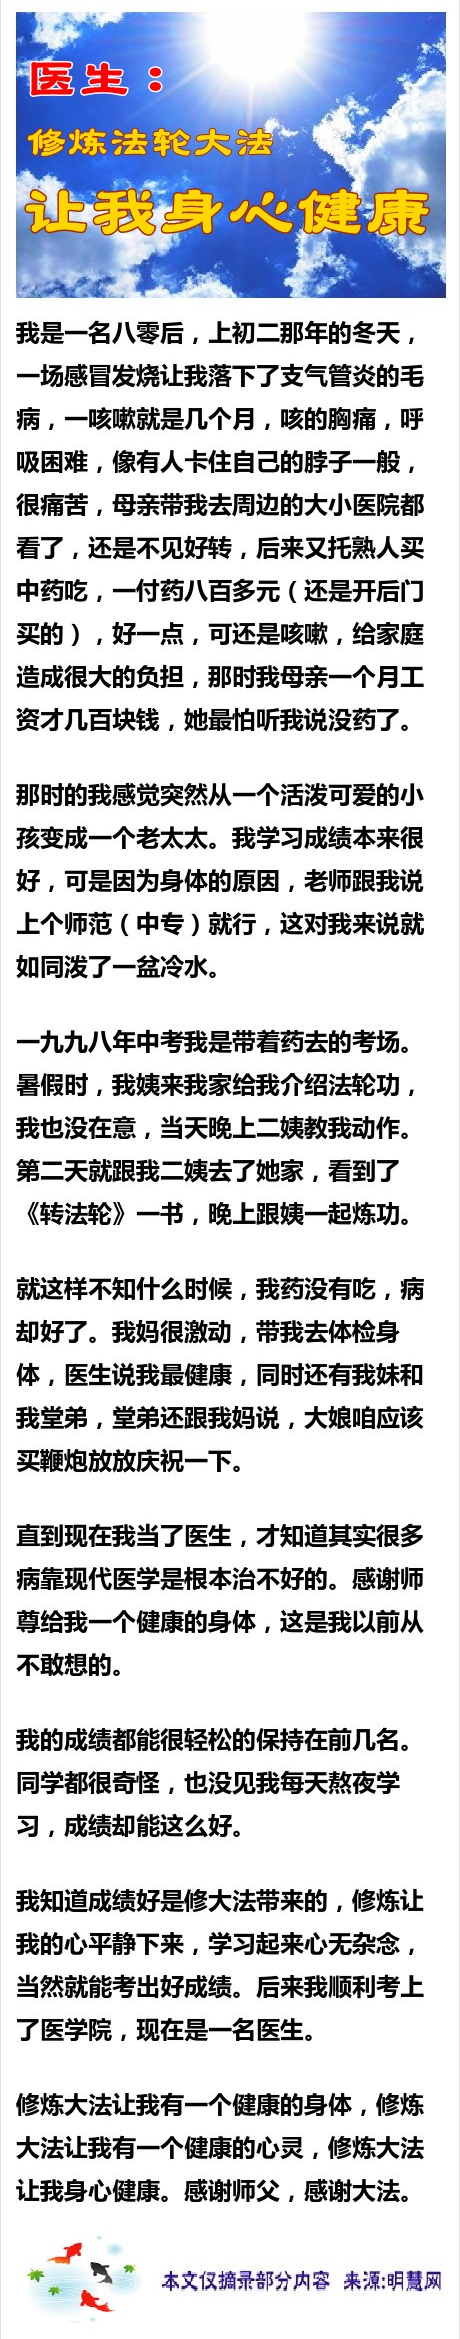 医生：
修炼法轮大法
让我身心健康
我是一名八零后，上初二那年的冬天，
一场感冒发烧让我落下了支气管炎的毛
病，一咳嗽就是几个月，咳的胸痛，呼
吸困难，像有人卡住自己的脖子一般，
很痛苦，母亲带我去周边的大小医院都
看了，还是不见好转，后来又托熟人买
中药吃，一付药八百多元（还是开后门
买的），好一点，可还是咳嗽，给家庭
造成很大的负担，那时我母亲一个月工
资才几百块钱，她最怕听我说没药了。
那时的我感觉突然从一个活泼可爱的小
孩变成一个老太太。我学习成绩本来很
好，可是因为身体的原因，老师跟我说
上个师范（中专）就行，这对我来说就
如同泼了一盆冷水。
一九九八年中考我是带着药去的考场。
暑假时，我姨来我家给我介绍法轮功，
我也没在意，当天晚上二姨教我动作。
第二天就跟我二姨去了她家，看到了
《转法轮》一书，晚上跟姨一起炼功。
就这样不知什么时候，我药没有吃，病
却好了。我妈很激动，带我去体检身
体，医生说我最健康，同时还有我妹和
我堂弟，堂弟还跟我妈说，大娘咱应该
买鞭炮放放庆祝一下。
直到现在我当了医生，才知道其实很多
病靠现代医学是根本治不好的。感谢师
尊给我一个健康的身体，这是我以前从
不敢想的。
我的成绩都能很轻松的保持在前几名。
同学都很奇怪，也没见我每天熬夜学
习，成绩却能这么好。
我知道成绩好是修大法带来的，修炼让
我的心平静下来，学习起来心无杂念，
当然就能考出好成绩。后来我顺利考上
了医学院，现在是一名医生。
修炼大法让我有一个健康的身体，修炼
大法让我有一个健康的心灵，修炼大法
让我身心健康。感谢师父，感谢大法。
本文仅摘录部分内容 来源:明慧网